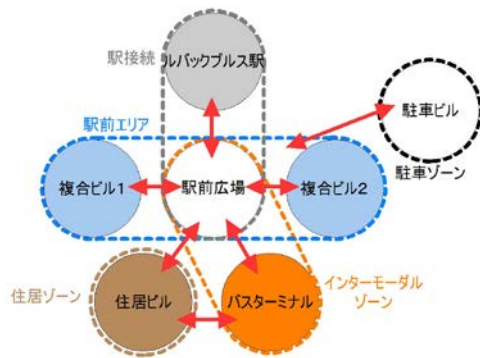 駅接続
ルバックブルス駅
駅前エリア
駐車ビル
駐車ゾーン
複合ビル1
駅前広場
複合ビル2
住居ゾーン
住居ビル
バスターミナル
インターモーダル
ゾーン